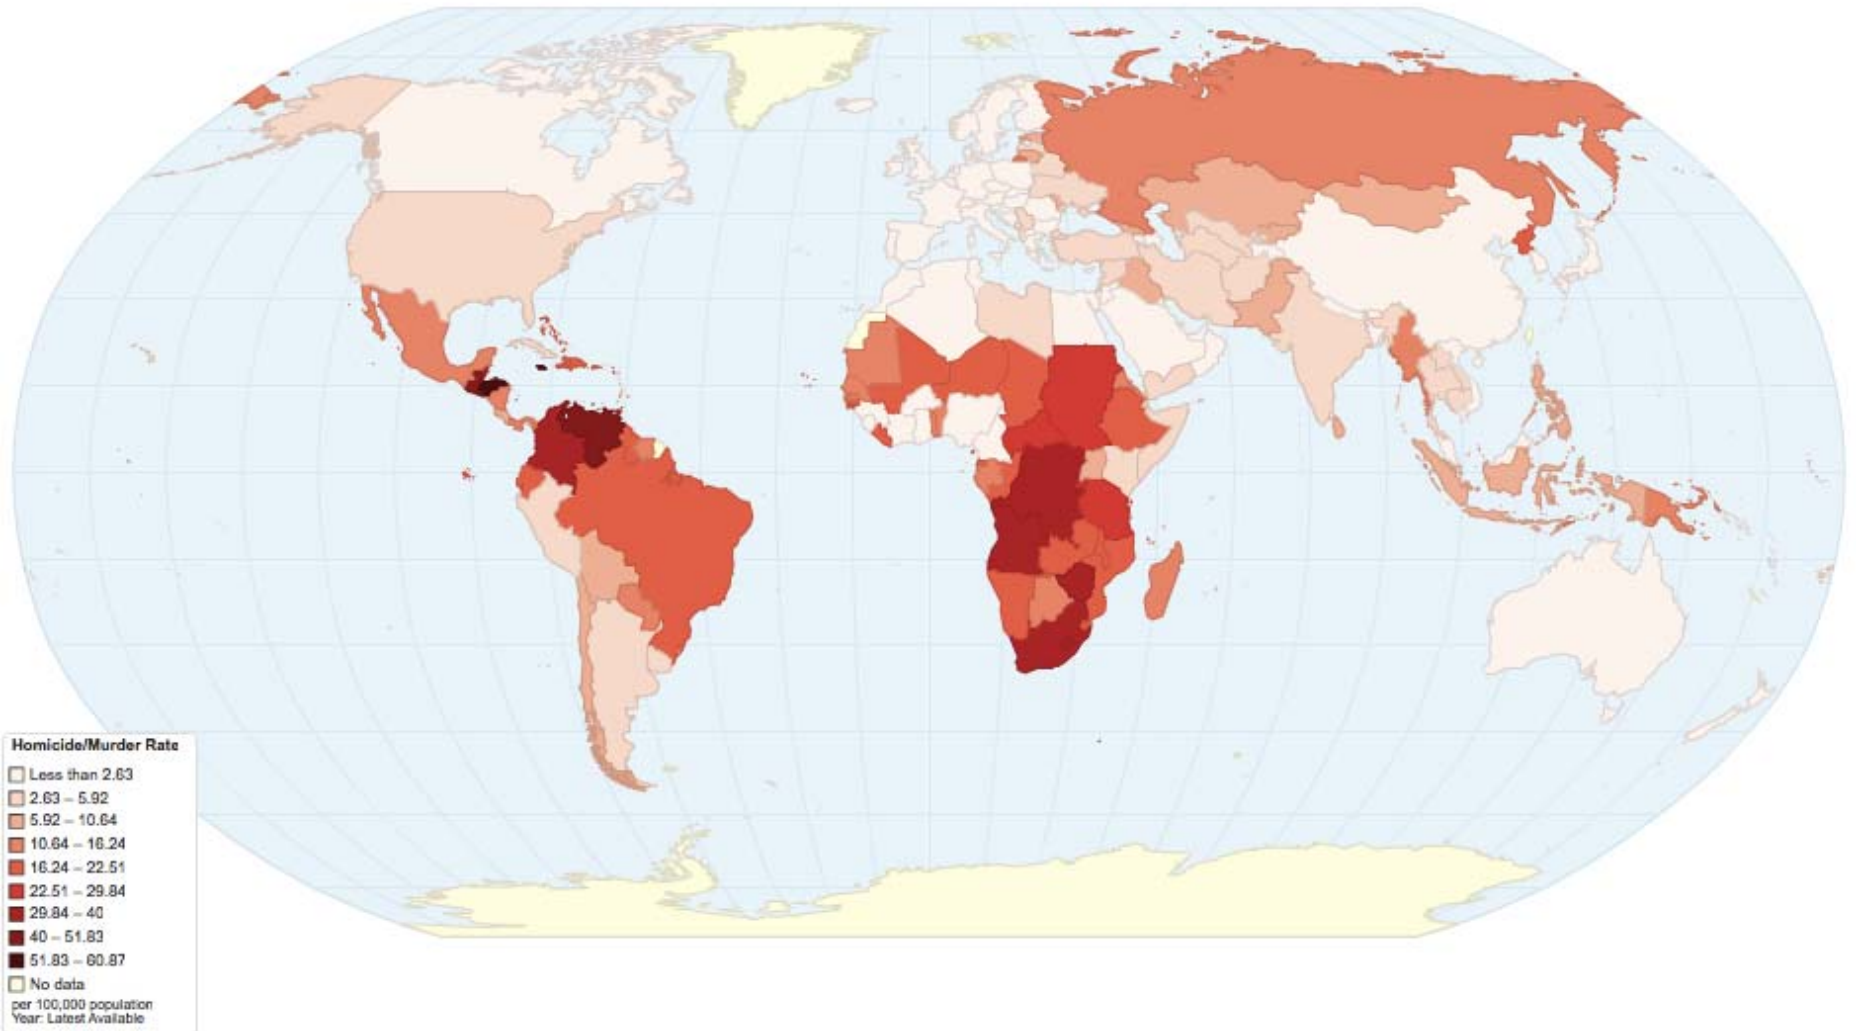 Homicide/Murder Rate
Less than 2.63
2.63 – 5.92
5.92 – 10.64
10.64 – 16.24
16.24 – 22.51
22.51 – 29.84
29.84 – 40
40 – 51.83
51.83 – 60.87
No data
per 100,000 population
Year: Latest Available